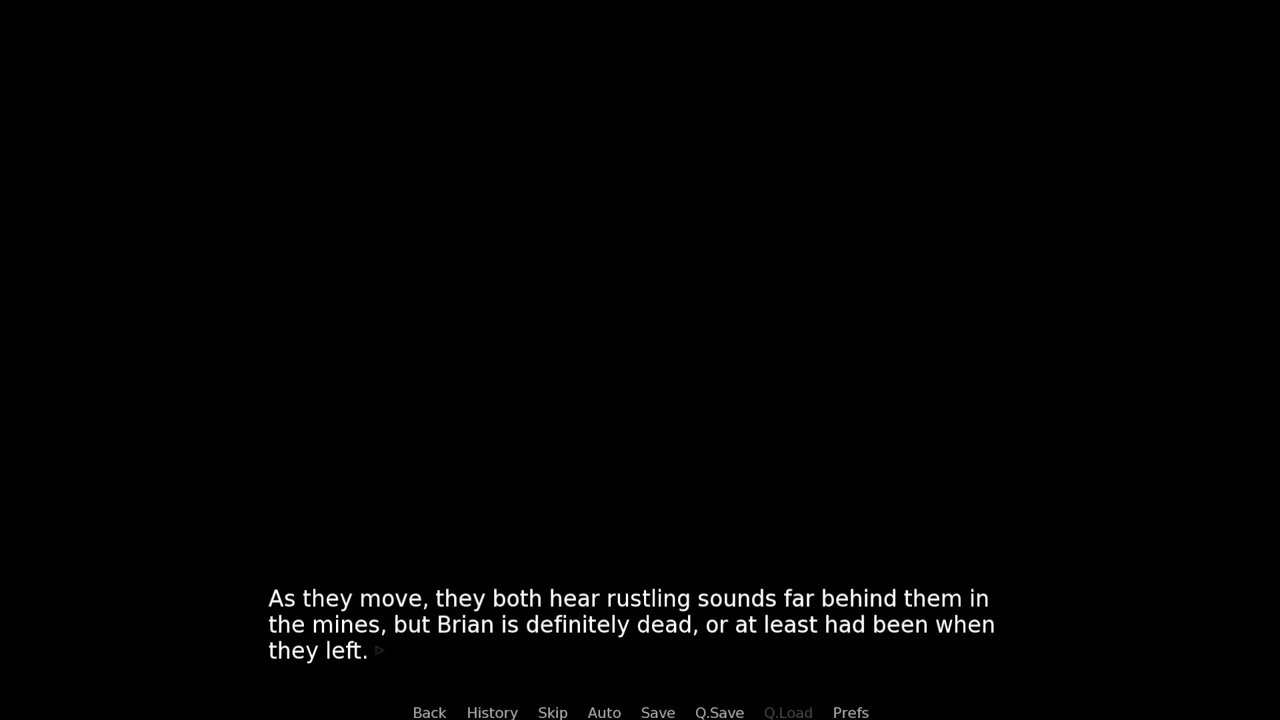 As they move, they both hear rustling sounds far behind them in
the mines, but Brian is definitely dead, or at least had been when
they left.
Back History Skip Auto Save Q.Save Q.Load Prefs